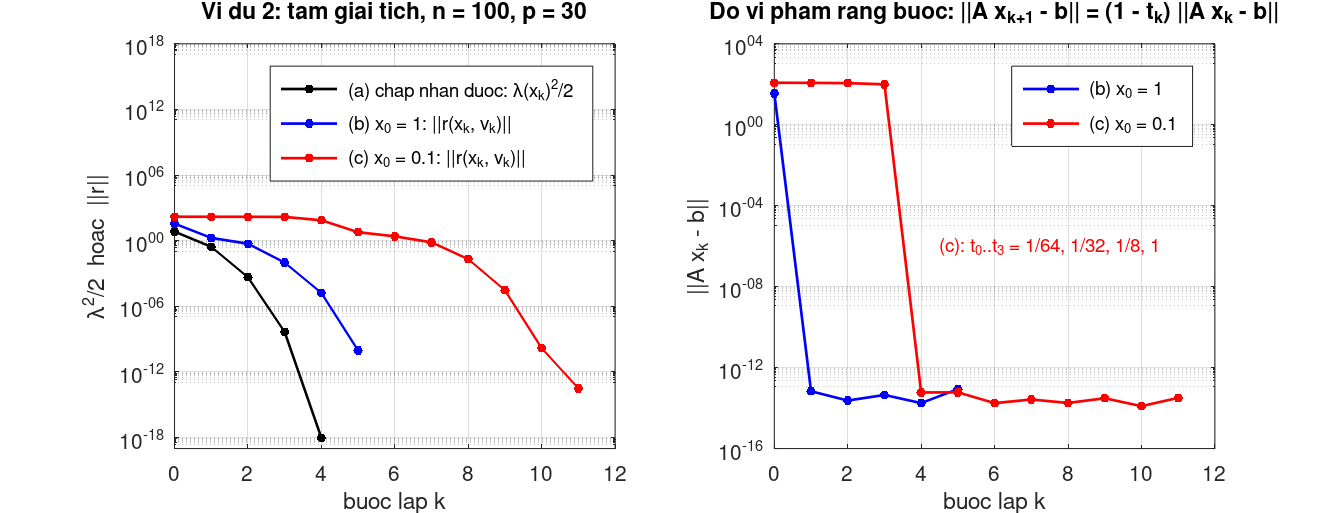 Vi du 2: tam giai tich, n = 100, p = 30
10^18
10^12
10^06
10^00
10^-06
10^-12
10^-18
λ^2/2 hoac ||r||
(a) chap nhan duoc: λ(x_k)^2/2
(b) x_0 = 1: ||r(x_k, v_k)||
(c) x_0 = 0.1: ||r(x_k, v_k)||
0 2 4 6 8 10 12
buoc lap k
Do vi pham rang buoc: ||A x_{k+1} - b|| = (1 - t_k) ||A x_k - b||
10^04
10^00
10^-04
10^-08
10^-12
10^-16
||A x_k - b||
(b) x_0 = 1
(c) x_0 = 0.1
(c): t_0..t_3 = 1/64, 1/32, 1/8, 1
0 2 4 6 8 10 12
buoc lap k